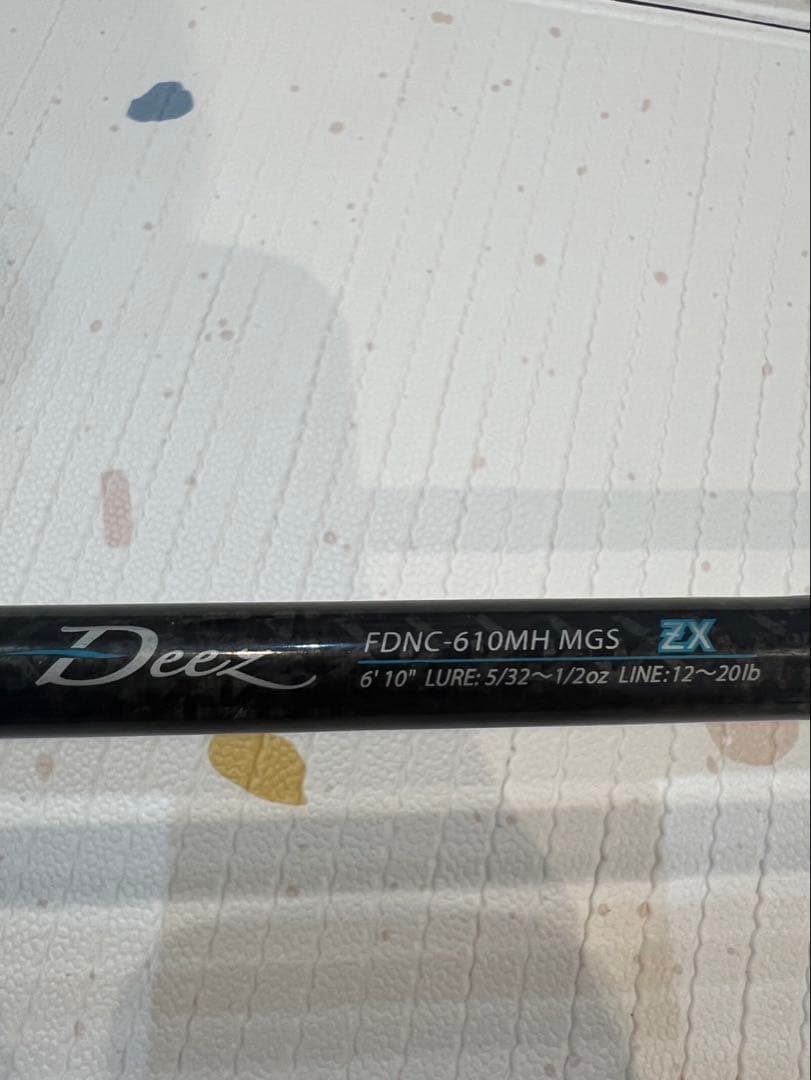 Deez FDNC-610MH MGS ZX
6' 10" LURE: 5/32〜1/2oz LINE:12〜20lb